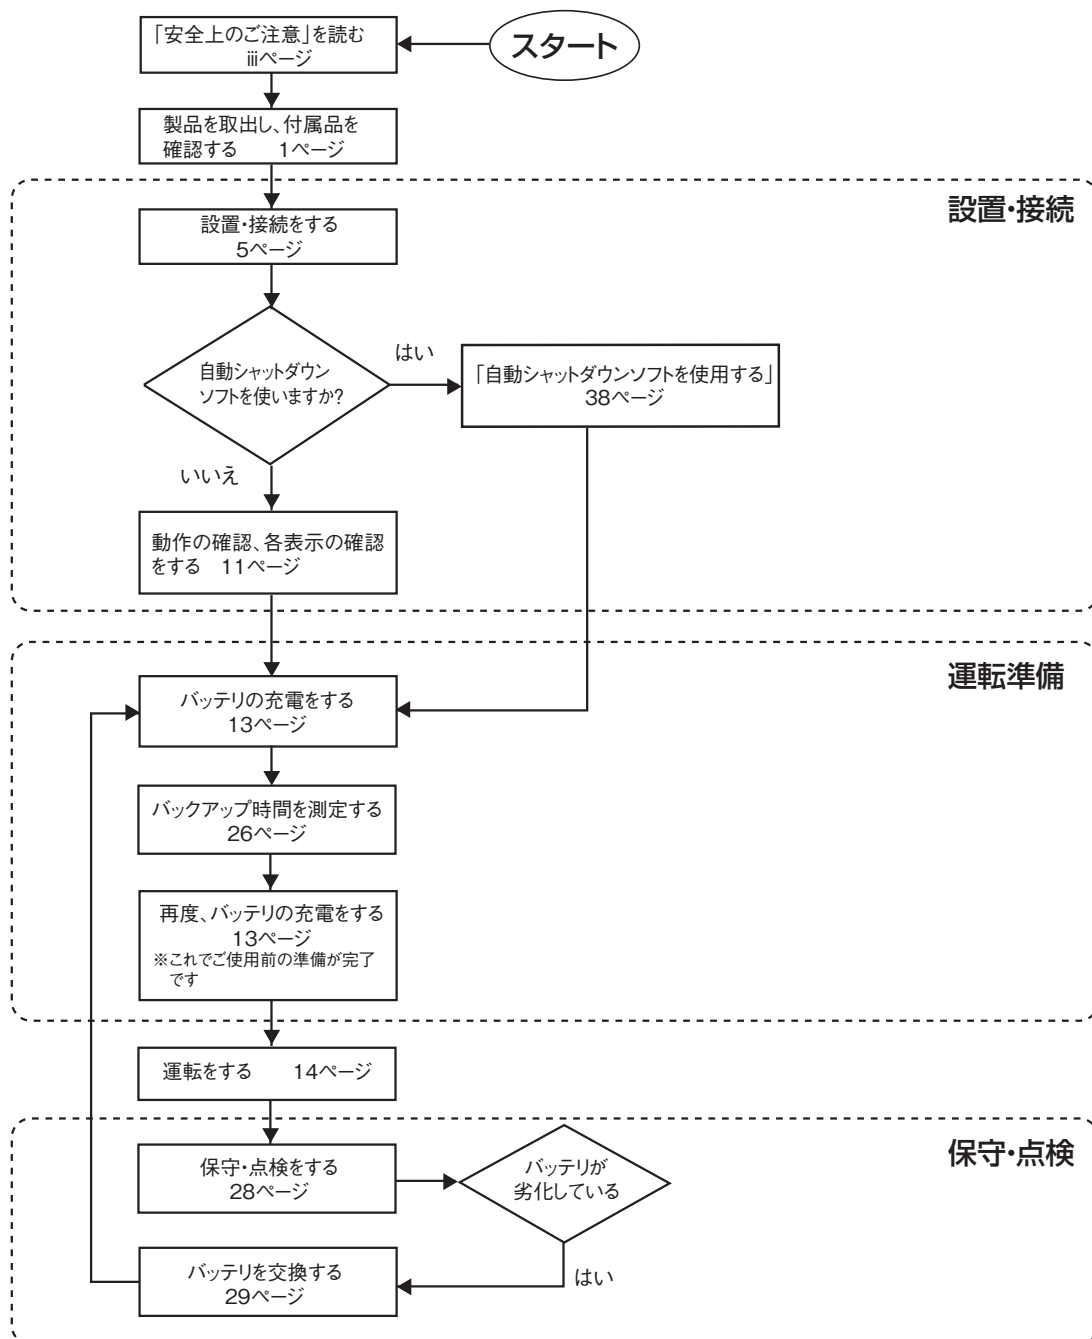 スタート
「安全上のご注意」を読む
iiiページ
製品を取出し、付属品を
確認する 1ページ
設置・接続
設置・接続をする
5ページ
自動シャットダウン
ソフトを使いますか?
はい
「自動シャットダウンソフトを使用する」
38ページ
いいえ
動作の確認、各表示の確認
をする 11ページ
運転準備
バッテリの充電をする
13ページ
バックアップ時間を測定する
26ページ
再度、バッテリの充電をする
13ページ
※これでご使用前の準備が完了
です
運転をする 14ページ
保守・点検
保守・点検をする
28ページ
バッテリが
劣化している
はい
バッテリを交換する
29ページ